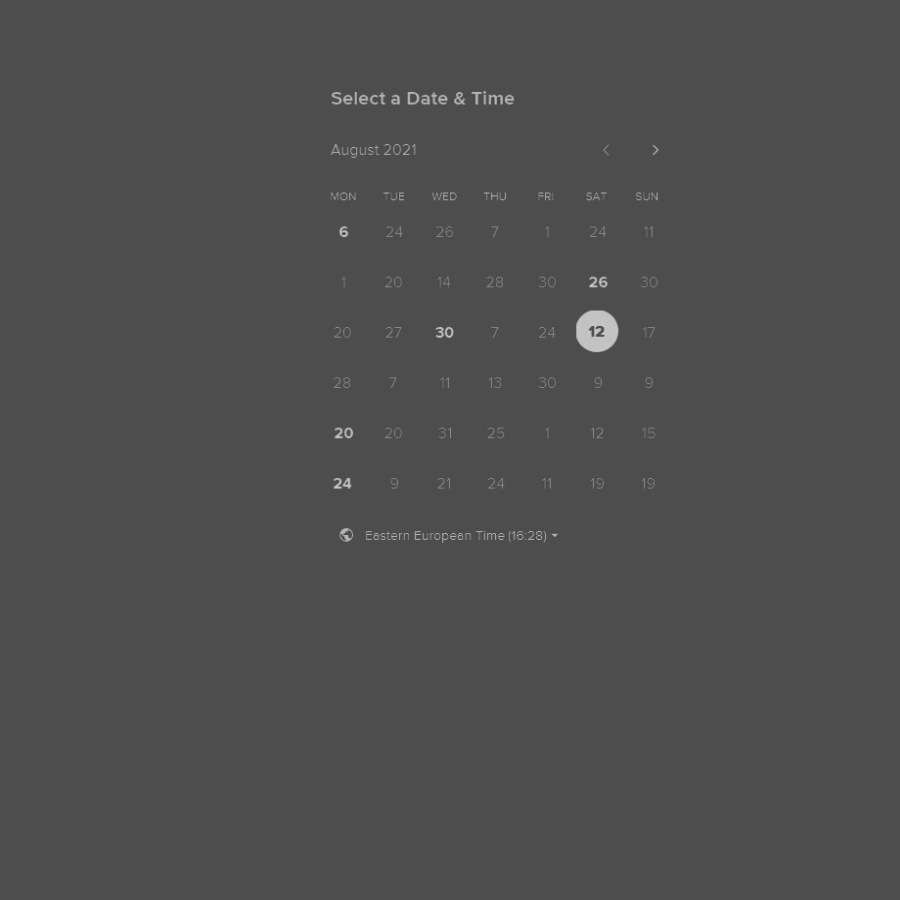 Select a Date & Time
August 2021
MON TUE WED THU FRI SAT SUN
6 24 26 7 1 24 11
1 20 14 28 30 26 30
20 27 30 7 24 12 17
28 7 11 13 30 9 9
20 20 31 25 1 12 15
24 9 21 24 11 19 19
Eastern European Time (16:28)